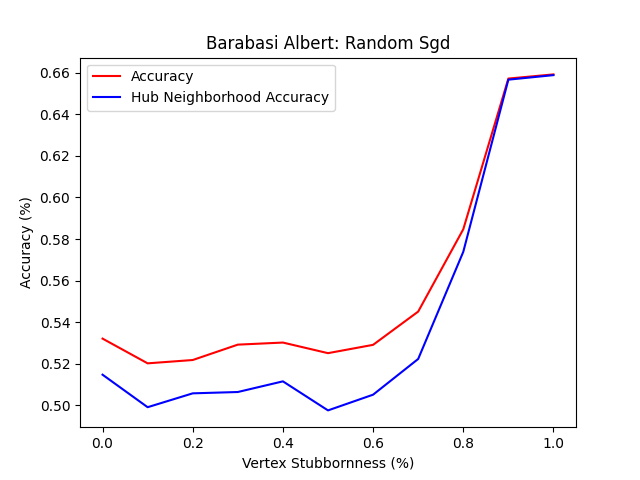 Barabasi Albert: Random Sgd
Accuracy
Hub Neighborhood Accuracy
Accuracy (%)
0.66
0.64
0.62
0.60
0.58
0.56
0.54
0.52
0.50
0.0 0.2 0.4 0.6 0.8 1.0
Vertex Stubbornness (%)